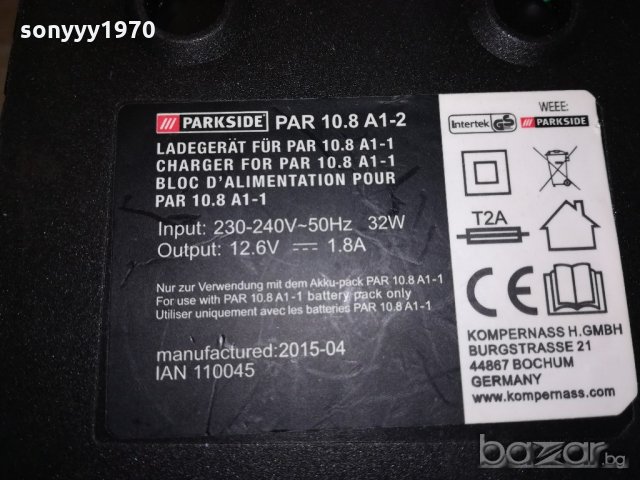 sonyyy1970
/// PARKSIDE PAR 10.8 A1-2
LADEGERÄT FÜR PAR 10.8 A1-1
CHARGER FOR PAR 10.8 A1-1
BLOC D'ALIMENTATION POUR
PAR 10.8 A1-1
Input: 230-240V~50Hz 32W
Output: 12.6V ⎓ 1.8A
Nur zur Verwendung mit dem Akku-pack PAR 10.8 A1-1
For use with PAR 10.8 A1-1 battery pack only
Utiliser uniquement avec les batteries PAR 10.8 A1-1
manufactured:2015-04
IAN 110045
WEEE:
Intertek GS /// PARKSIDE
T2A
CE
KOMPERNASS H.GMBH
BURGSTRASSE 21
44867 BOCHUM
GERMANY
www.kompernass.com
bazar.bg